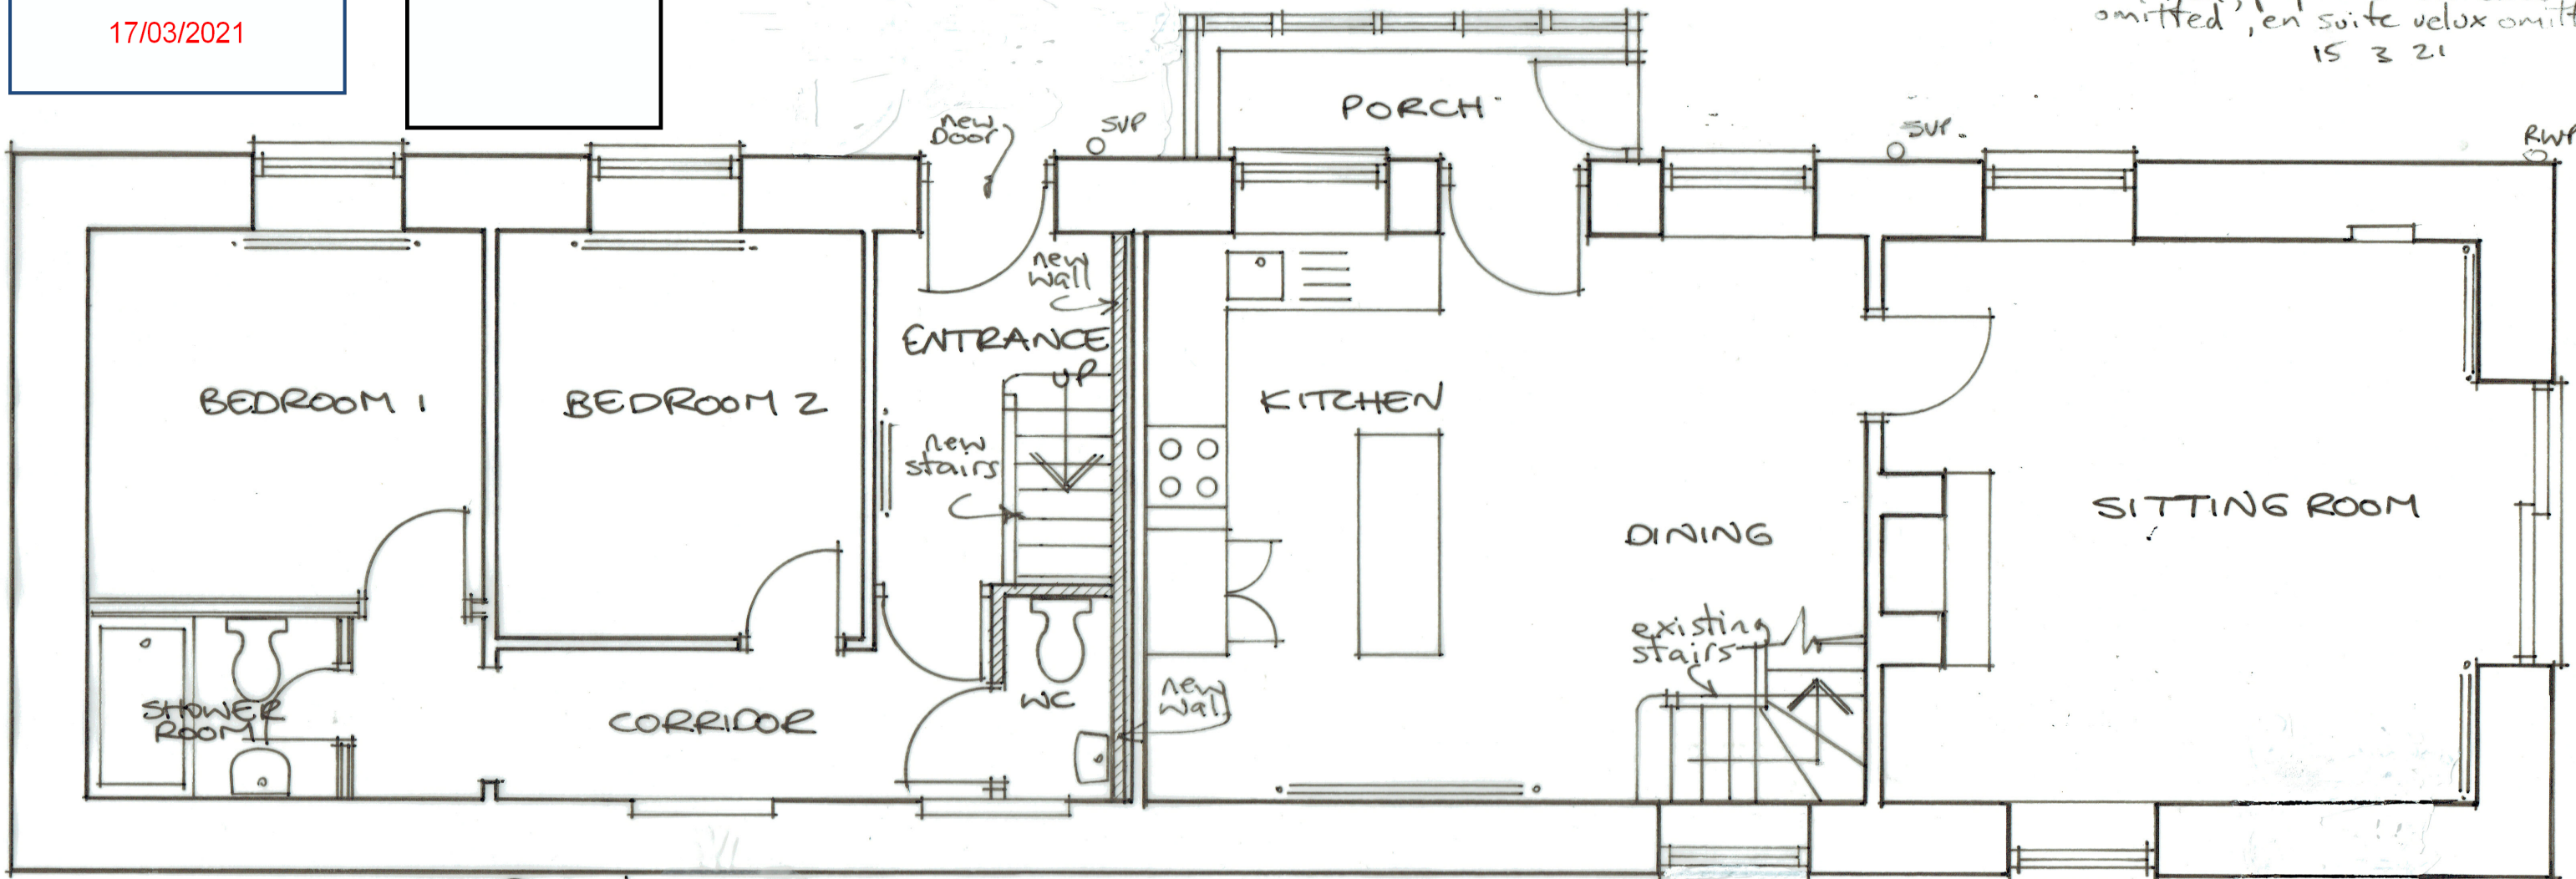 17/03/2021
omitted, en suite velux omitt
15 3 21
new
Door
SVP
PORCH
SVP.
RWP
new
wall
ENTRANCE
UP
BEDROOM 1
BEDROOM 2
KITCHEN
new
stairs
SITTING ROOM
DINING
existing
stairs
SHOWER
ROOM
CORRIDOR
WC
new
wall